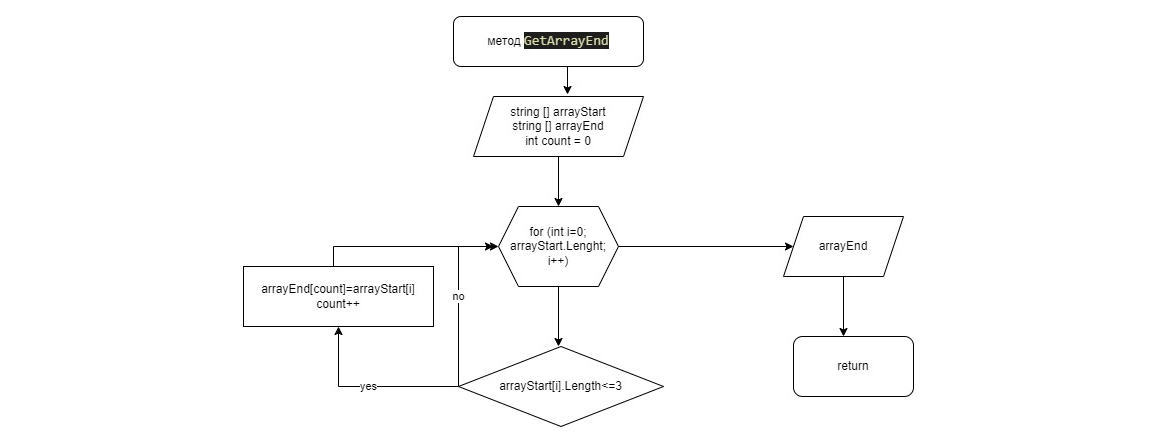 метод GetArrayEnd
string [] arrayStart
string [] arrayEnd
int count = 0
for (int i=0;
arrayStart.Lenght;
i++)
arrayEnd
arrayEnd[count]=arrayStart[i]
count++
no
return
yes
arrayStart[i].Length<=3